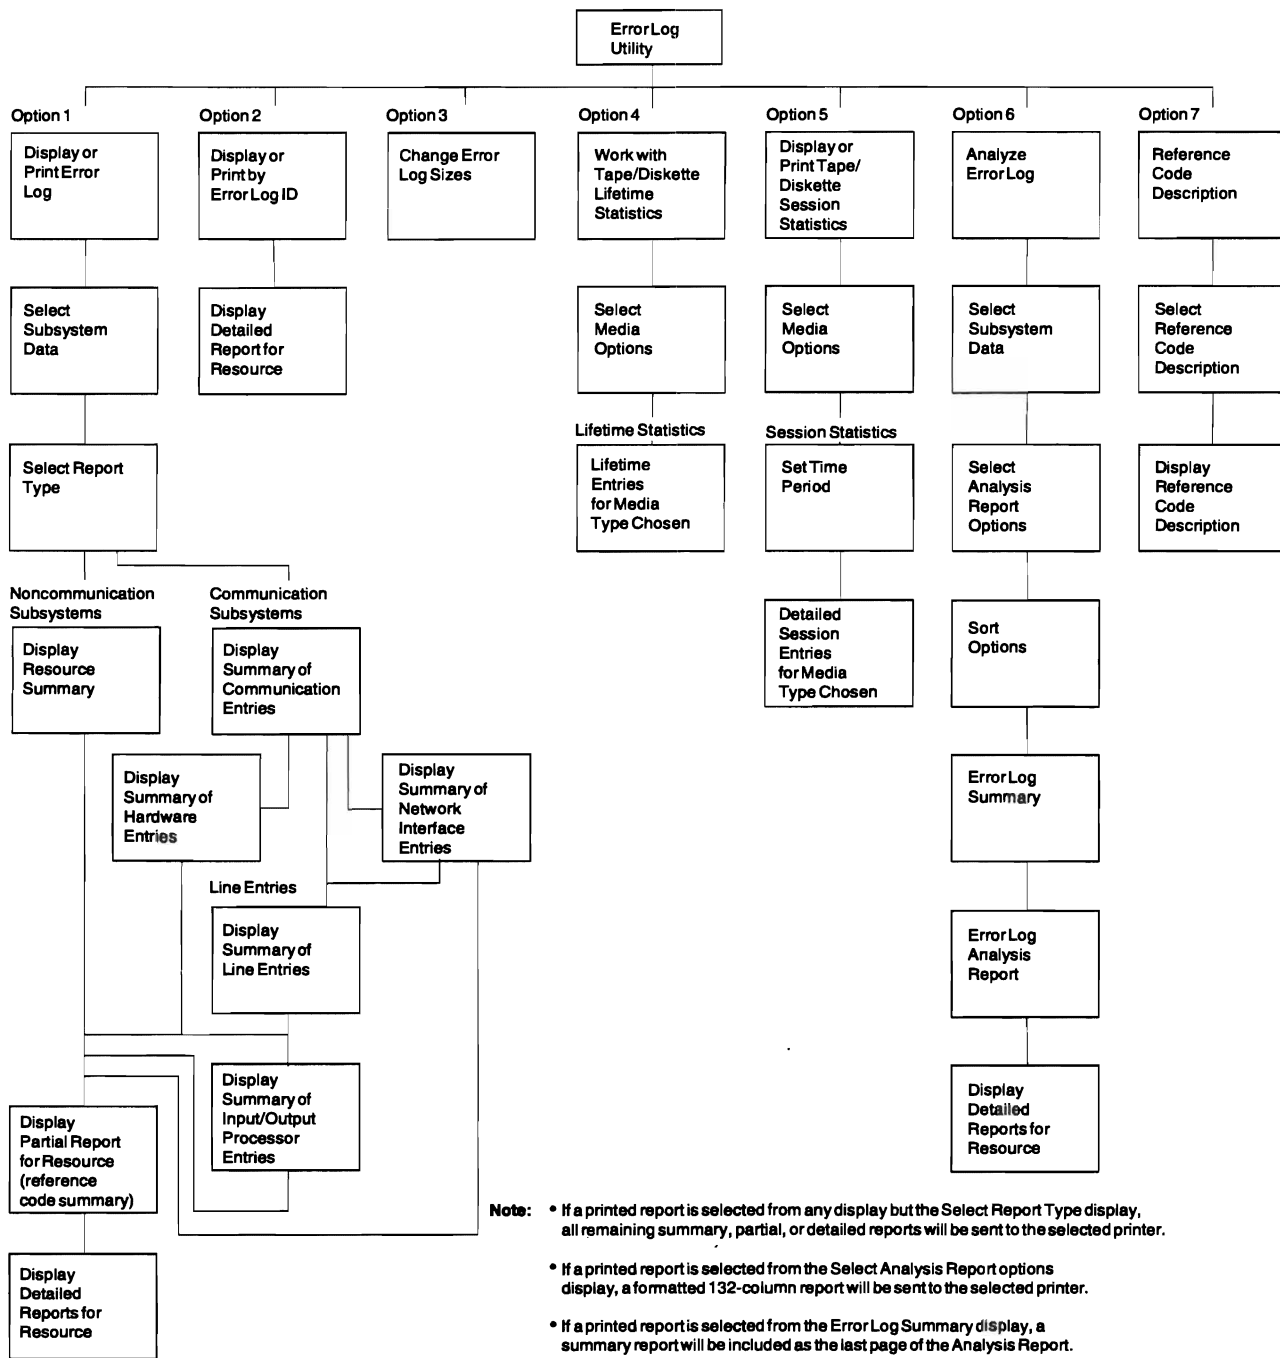 Error Log
Utility
Option 1
Option 2
Option 3
Option 4
Option 5
Option 6
Option 7
Display or
Print Error
Log
Display or
Print by
Error Log ID
Change Error
Log Sizes
Work with
Tape/Diskette
Lifetime
Statistics
Display or
Print Tape/
Diskette
Session
Statistics
Analyze
Error Log
Reference
Code
Description
Select
Subsystem
Data
Display
Detailed
Report for
Resource
Select
Media
Options
Select
Media
Options
Select
Subsystem
Data
Select
Reference
Code
Description
Select Report
Type
Lifetime Statistics
Lifetime
Entries
for Media
Type Chosen
Session Statistics
Set Time
Period
Select
Analysis
Report
Options
Display
Reference
Code
Description
Noncommunication
Subsystems
Communication
Subsystems
Display
Resource
Summary
Display
Summary of
Communication
Entries
Detailed
Session
Entries
for Media
Type Chosen
Sort
Options
Display
Summary of
Hardware
Entries
Display
Summary of
Network
Interface
Entries
Error Log
Summary
Line Entries
Display
Summary of
Line Entries
Error Log
Analysis
Report
Display
Summary of
Input/Output
Processor
Entries
Display
Detailed
Reports for
Resource
Display
Partial Report
for Resource
(reference
code summary)
Display
Detailed
Reports for
Resource
Note: • If a printed report is selected from any display but the Select Report Type display,
all remaining summary, partial, or detailed reports will be sent to the selected printer.
• If a printed report is selected from the Select Analysis Report options
display, a formatted 132-column report will be sent to the selected printer.
• If a printed report is selected from the Error Log Summary display, a
summary report will be included as the last page of the Analysis Report.